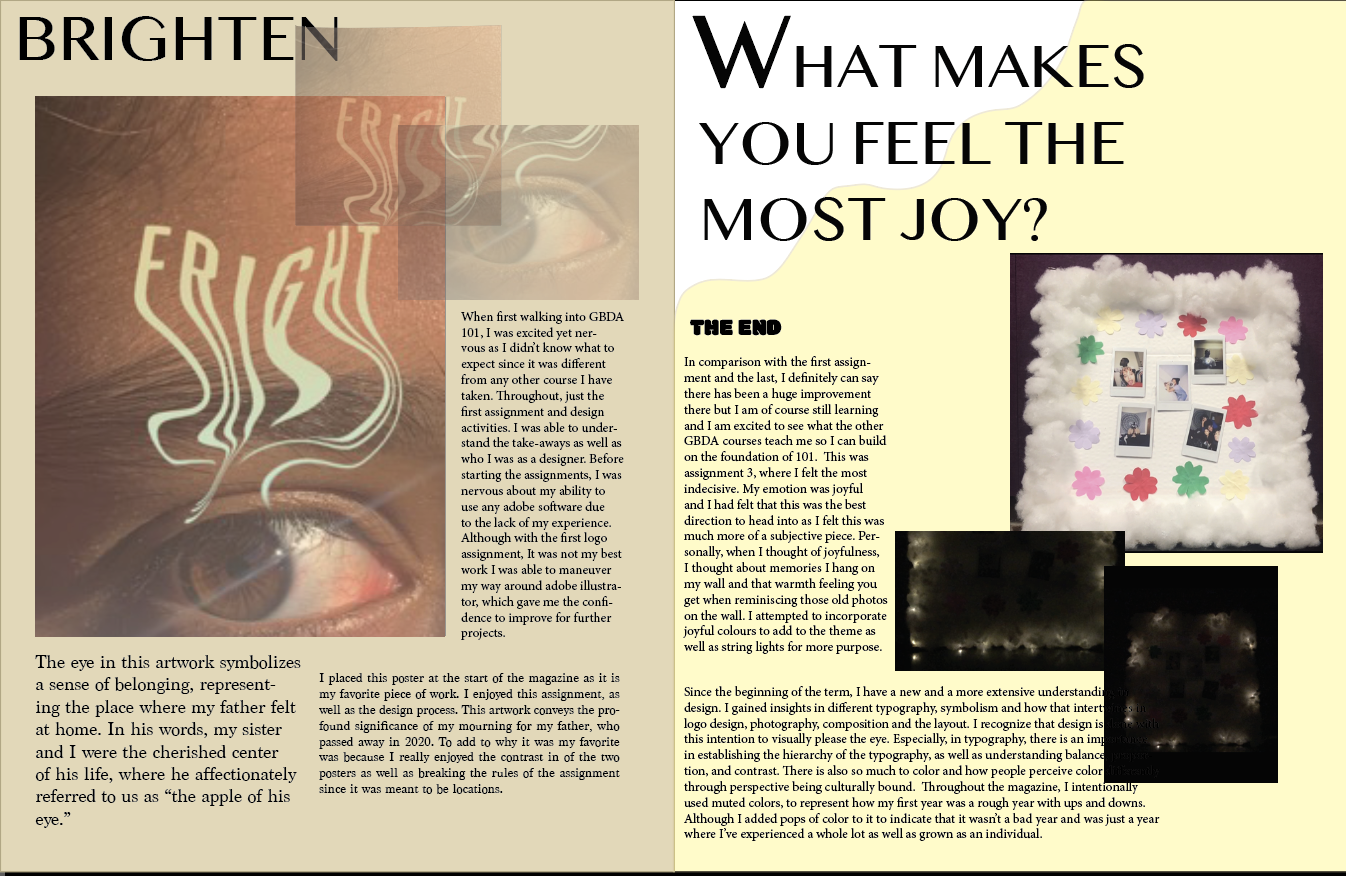 BRIGHTEN
FRIGHT
FRIGHT
When first walking into GBDA
101, I was excited yet ner-
vous as I didn't know what to
expect since it was different
from any other course I have
taken. Throughout, just the
first assignment and design
activities. I was able to under-
stand the take-aways as well as
who I was as a designer. Before
starting the assignments, I was
nervous about my ability to
use any adobe software due
to the lack of my experience.
Although with the first logo
assignment, It was not my best
work I was able to maneuver
my way around adobe illustra-
tor, which gave me the confi-
dence to improve for further
projects.
The eye in this artwork symbolizes
a sense of belonging, represent-
ing the place where my father felt
at home. In his words, my sister
and I were the cherished center
of his life, where he affectionately
referred to us as “the apple of his
eye.”
I placed this poster at the start of the magazine as it is
my favorite piece of work. I enjoyed this assignment, as
well as the design process. This artwork conveys the pro-
found significance of my mourning for my father, who
passed away in 2020. To add to why it was my favorite
was because I really enjoyed the contrast in of the two
posters as well as breaking the rules of the assignment
since it was meant to be locations.
WHAT MAKES
YOU FEEL THE
MOST JOY?
THE END
In comparison with the first assign-
ment and the last, I definitely can say
there has been a huge improvement
there but I am of course still learning
and I am excited to see what the other
GBDA courses teach me so I can build
on the foundation of 101. This was
assignment 3, where I felt the most
indecisive. My emotion was joyful
and I had felt that this was the best
direction to head into as I felt this was
much more of a subjective piece. Per-
sonally, when I thought of joyfulness,
I thought about memories I hang on
my wall and that warmth feeling you
get when reminiscing those old photos
on the wall. I attempted to incorporate
joyful colours to add to the theme as
well as string lights for more purpose.
Since the beginning of the term, I have a new and a more extensive understanding
design. I gained insights in different typography, symbolism and how that intertwines in
logo design, photography, composition and the layout. I recognize that design is done with
this intention to visually please the eye. Especially, in typography, there is an importance
in establishing the hierarchy of the typography, as well as understanding balance,
tion, and contrast. There is also so much to color and how people perceive color differently
through perspective being culturally bound. Throughout the magazine, I intentionally
used muted colors, to represent how my first year was a rough year with ups and downs.
Although I added pops of color to it to indicate that it wasn't a bad year and was just a year
where I've experienced a whole lot as well as grown as an individual.